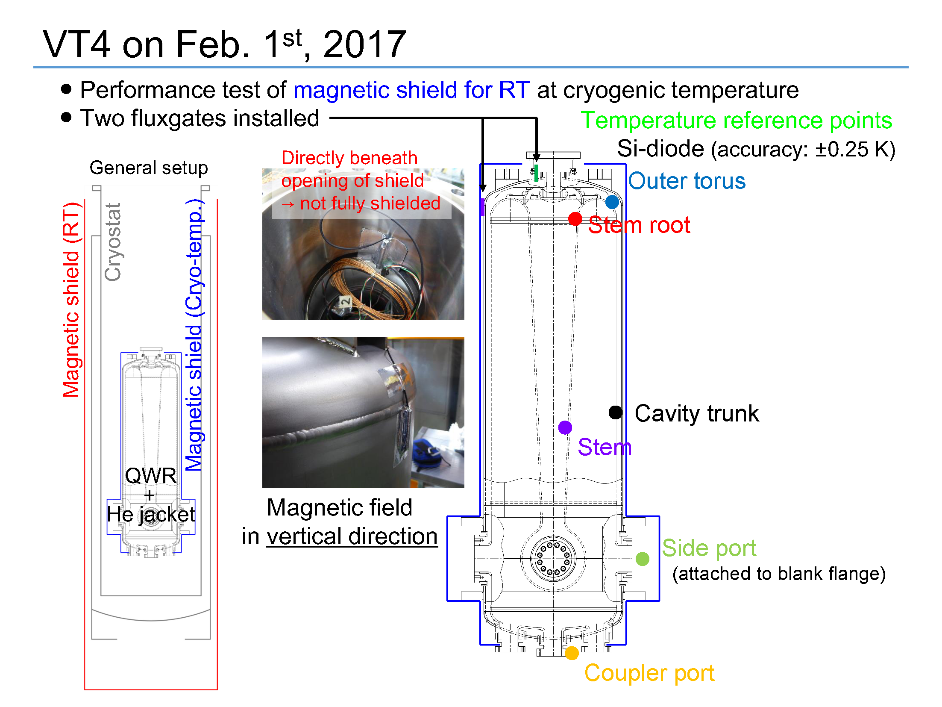 VT4 on Feb. 1st, 2017
● Performance test of magnetic shield for RT at cryogenic temperature
● Two fluxgates installed
Temperature reference points
Si-diode (accuracy: ±0.25 K)
General setup
Directly beneath
opening of shield
→ not fully shielded
Outer torus
Stem root
Magnetic shield (RT)
Cryostat
Magnetic shield (Cryo-temp.)
2
Cavity trunk
Stem
QWR
+
He jacket
Magnetic field
in vertical direction
Side port
(attached to blank flange)
Coupler port